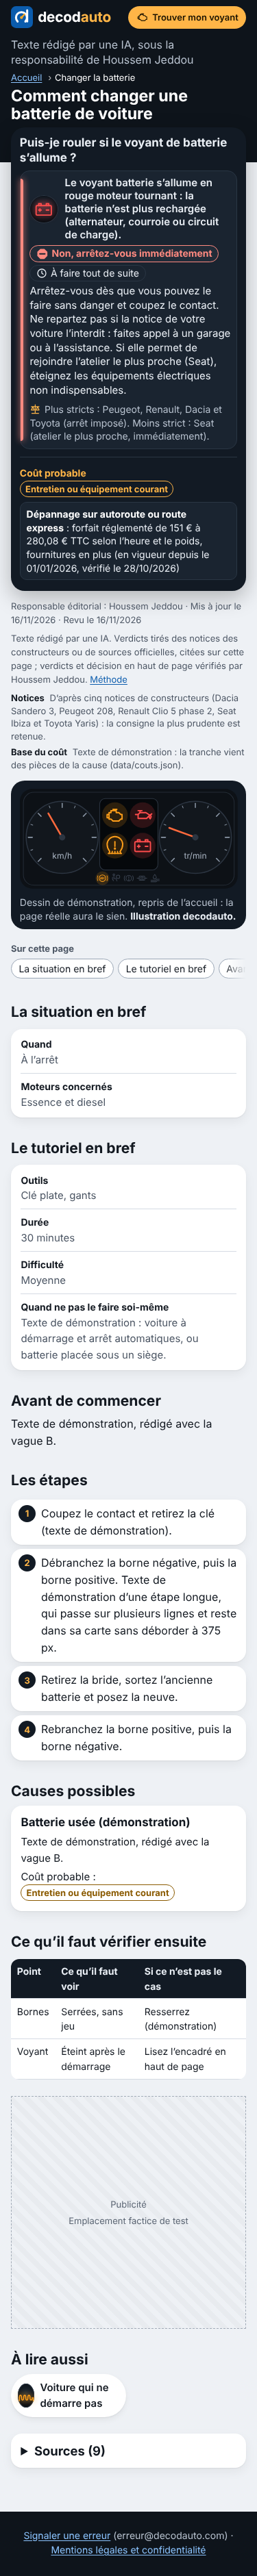 decodauto
Trouver mon voyant
Texte rédigé par une IA, sous la
responsabilité de Houssem Jeddou
Accueil › Changer la batterie
Comment changer une
batterie de voiture
Puis-je rouler si le voyant de batterie
s’allume ?
Le voyant batterie s’allume en
rouge moteur tournant : la
batterie n’est plus rechargée
(alternateur, courroie ou circuit
de charge).
Non, arrêtez-vous immédiatement
À faire tout de suite
Arrêtez-vous dès que vous pouvez le
faire sans danger et coupez le contact.
Ne repartez pas si la notice de votre
voiture l’interdit : faites appel à un garage
ou à l’assistance. Si elle permet de
rejoindre l’atelier le plus proche (Seat),
éteignez les équipements électriques
non indispensables.
Plus stricts : Peugeot, Renault, Dacia et
Toyota (arrêt imposé). Moins strict : Seat
(atelier le plus proche, immédiatement).
Coût probable
Entretien ou équipement courant
Dépannage sur autoroute ou route
express : forfait réglementé de 151 € à
280,08 € TTC selon l’heure et le poids,
fournitures en plus (en vigueur depuis le
01/01/2026, vérifié le 28/10/2026)
Responsable éditorial : Houssem Jeddou · Mis à jour le
16/11/2026 · Revu le 16/11/2026
Texte rédigé par une IA. Verdicts tirés des notices des
constructeurs ou de sources officielles, citées sur cette
page ; verdicts et décision en haut de page vérifiés par
Houssem Jeddou. Méthode
Notices D’après cinq notices de constructeurs (Dacia
Sandero 3, Peugeot 208, Renault Clio 5 phase 2, Seat
Ibiza et Toyota Yaris) : la consigne la plus prudente est
retenue.
Base du coût Texte de démonstration : la tranche vient
des pièces de la cause (data/couts.json).
km/h
tr/min
Dessin de démonstration, repris de l’accueil : la
page réelle aura le sien. Illustration decodauto.
Sur cette page
La situation en bref
Le tutoriel en bref
La situation en bref
Quand
À l’arrêt
Moteurs concernés
Essence et diesel
Le tutoriel en bref
Outils
Clé plate, gants
Durée
30 minutes
Difficulté
Moyenne
Quand ne pas le faire soi-même
Texte de démonstration : voiture à
démarrage et arrêt automatiques, ou
batterie placée sous un siège.
Avant de commencer
Texte de démonstration, rédigé avec la
vague B.
Les étapes
1 Coupez le contact et retirez la clé
(texte de démonstration).
2 Débranchez la borne négative, puis la
borne positive. Texte de
démonstration d’une étape longue,
qui passe sur plusieurs lignes et reste
dans sa carte sans déborder à 375
px.
3 Retirez la bride, sortez l’ancienne
batterie et posez la neuve.
4 Rebranchez la borne positive, puis la
borne négative.
Causes possibles
Batterie usée (démonstration)
Texte de démonstration, rédigé avec la
vague B.
Coût probable :
Entretien ou équipement courant
Ce qu’il faut vérifier ensuite
Point Ce qu’il faut voir Si ce n’est pas le cas
Bornes Serrées, sans jeu Resserrez (démonstration)
Voyant Éteint après le démarrage Lisez l’encadré en haut de page
Publicité
Emplacement factice de test
À lire aussi
Voiture qui ne
démarre pas
Sources (9)
Signaler une erreur (erreur@decodauto.com) ·
Mentions légales et confidentialité